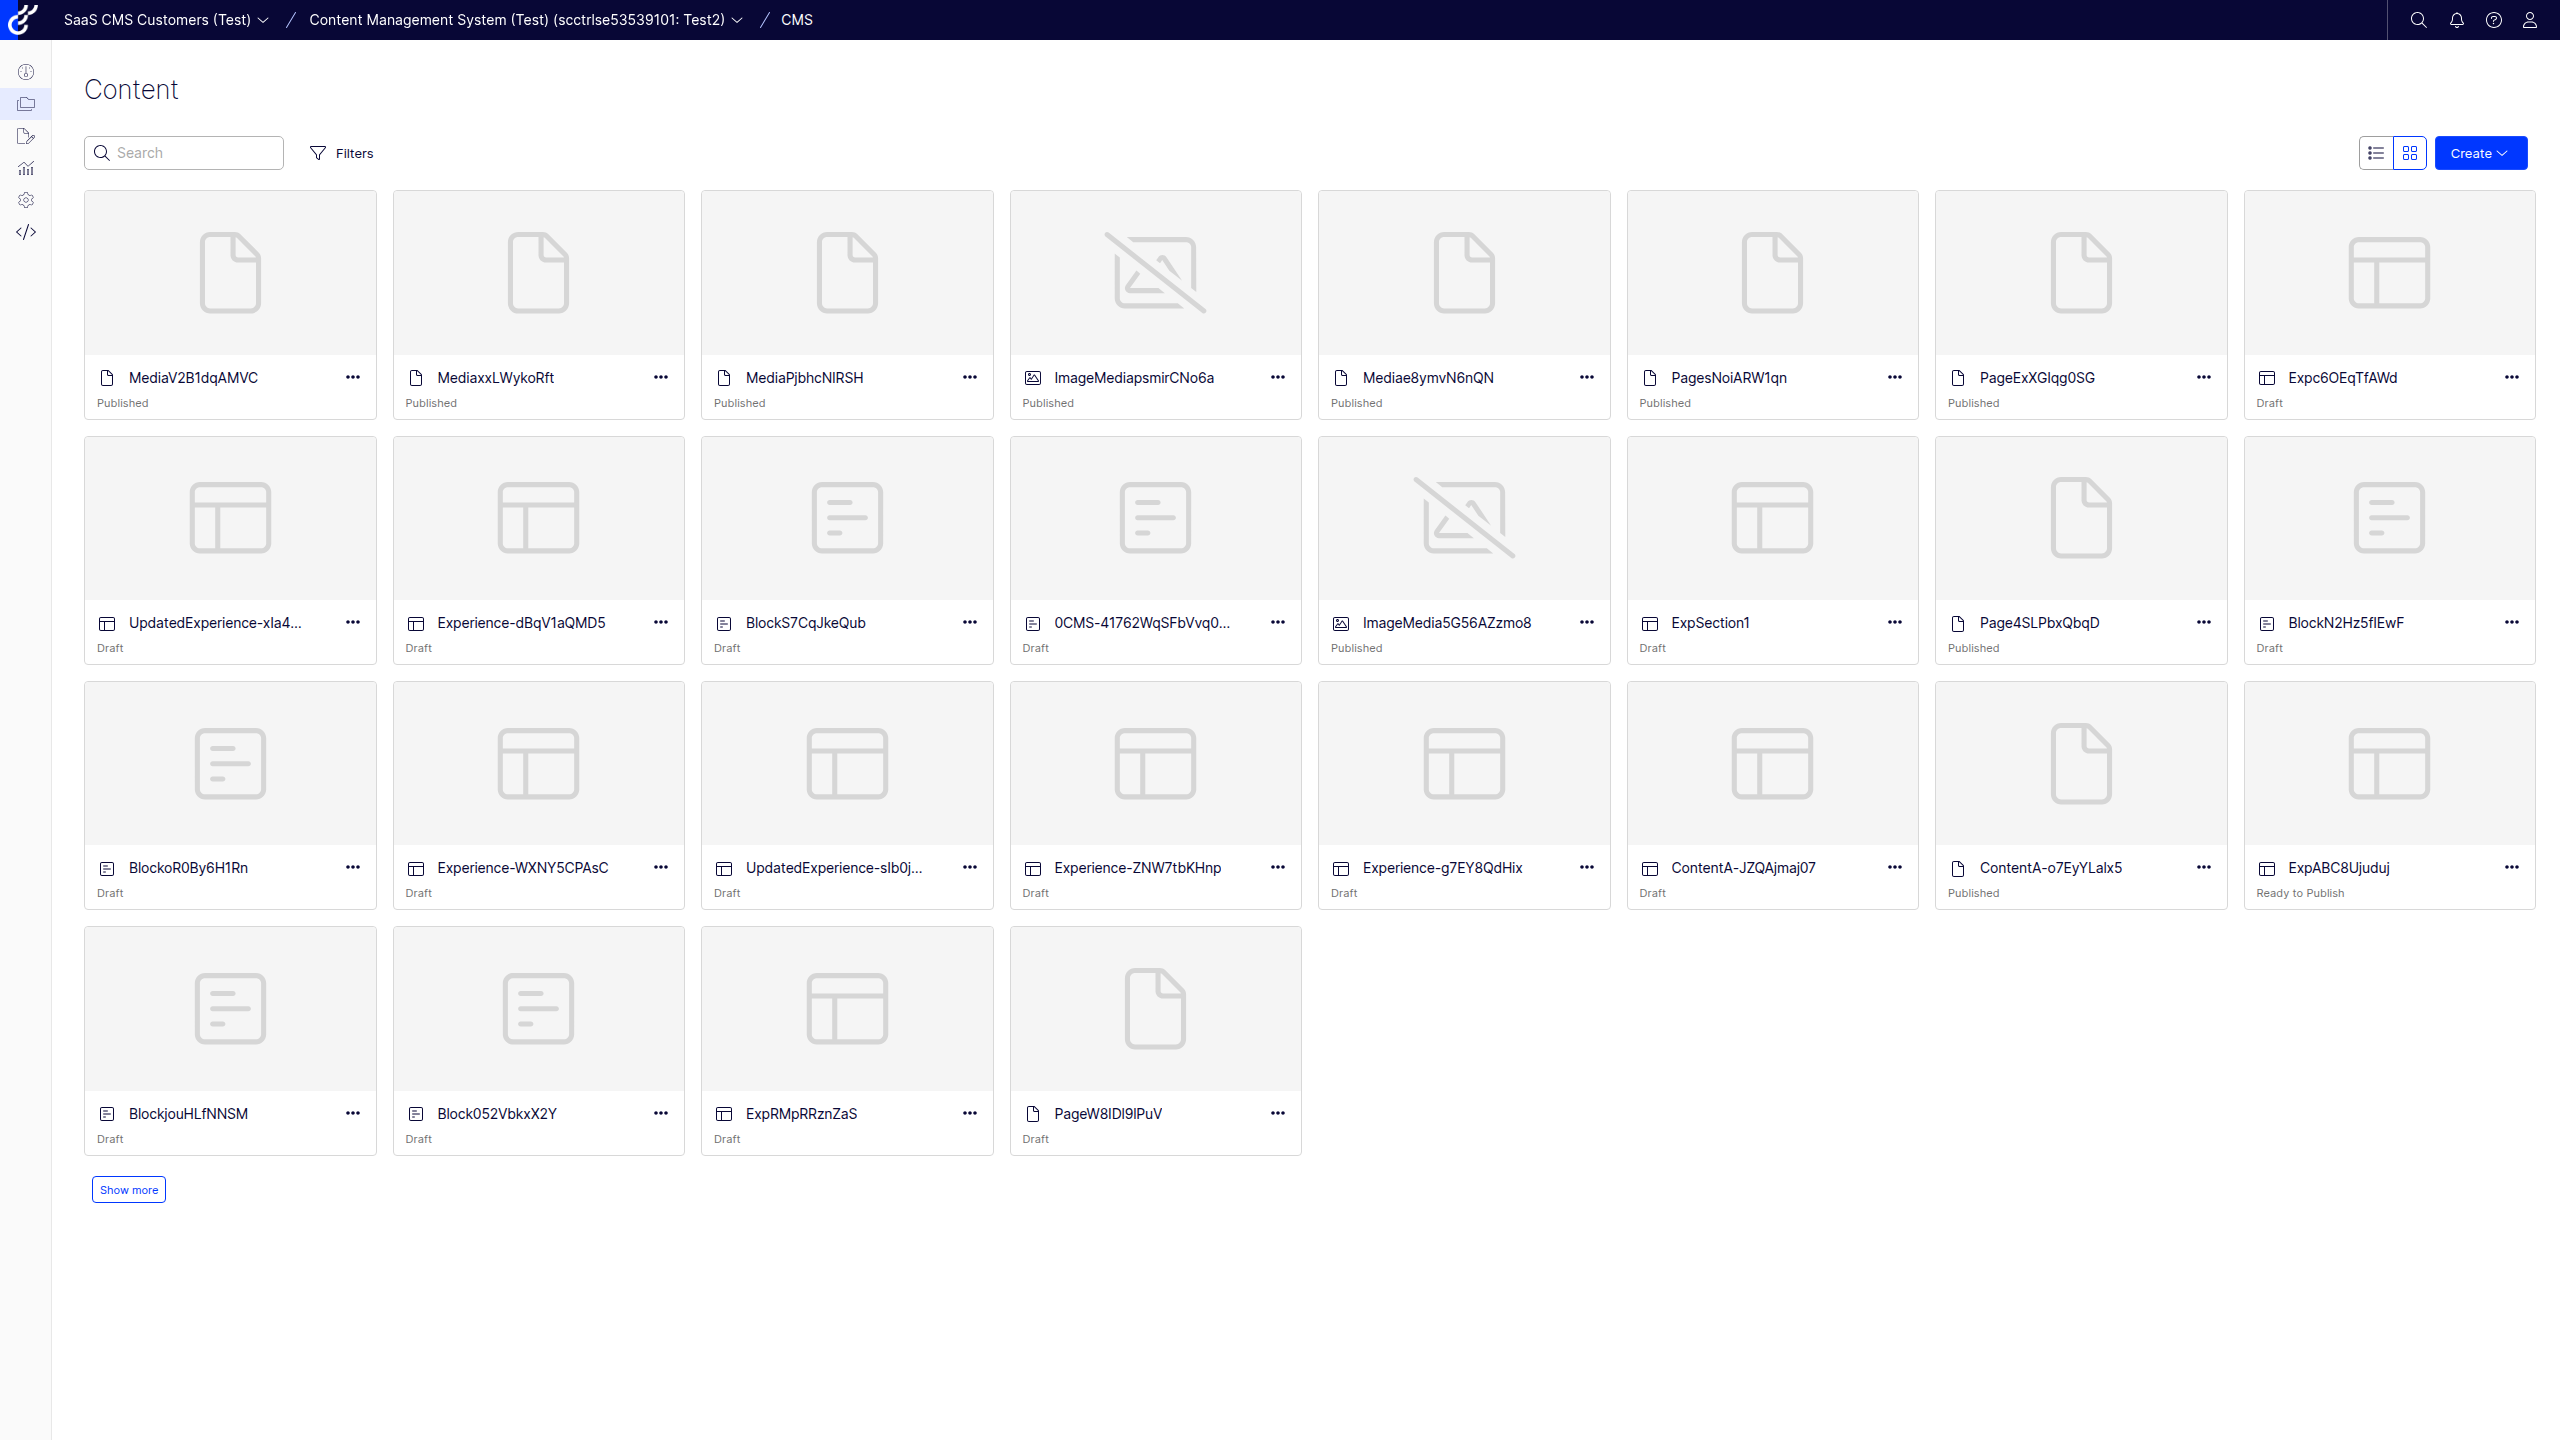 SaaS CMS Customers (Test) / Content Management System (Test) (scctrlse53539101: Test2) / CMS
Content
Search Filters Create
MediaV2B1dqAMVC MediaxxLWykoRft MediaPjbhcNlRSH ImageMediapsmirCNo6a Mediae8ymvN6nQN PagesNoiARW1qn PageExXGlqg0SG Expc6OEqTfAWd
Published Published Published Published Published Published Published Draft
UpdatedExperience-xla4... Experience-dBqV1aQMD5 BlockS7CqJkeQub 0CMS-41762WqSFbVvq0... ImageMedia5G56AZzmo8 ExpSection1 Page4SLPbxQbqD BlockN2Hz5flEwF
Draft Draft Draft Draft Published Draft Published Draft
BlockoR0By6H1Rn Experience-WXNY5CPAsC UpdatedExperience-slb0j... Experience-ZNW7tbKHnp Experience-g7EY8QdHix ContentA-JZQAjmaj07 ContentA-o7EyYLalx5 ExpABC8Ujuduj
Draft Draft Draft Draft Draft Draft Published Ready to Publish
BlockjouHLfNNSM Block052VbkxX2Y ExpRMpRRznZaS PageW8lDl9lPuV
Draft Draft Draft Draft
Show more